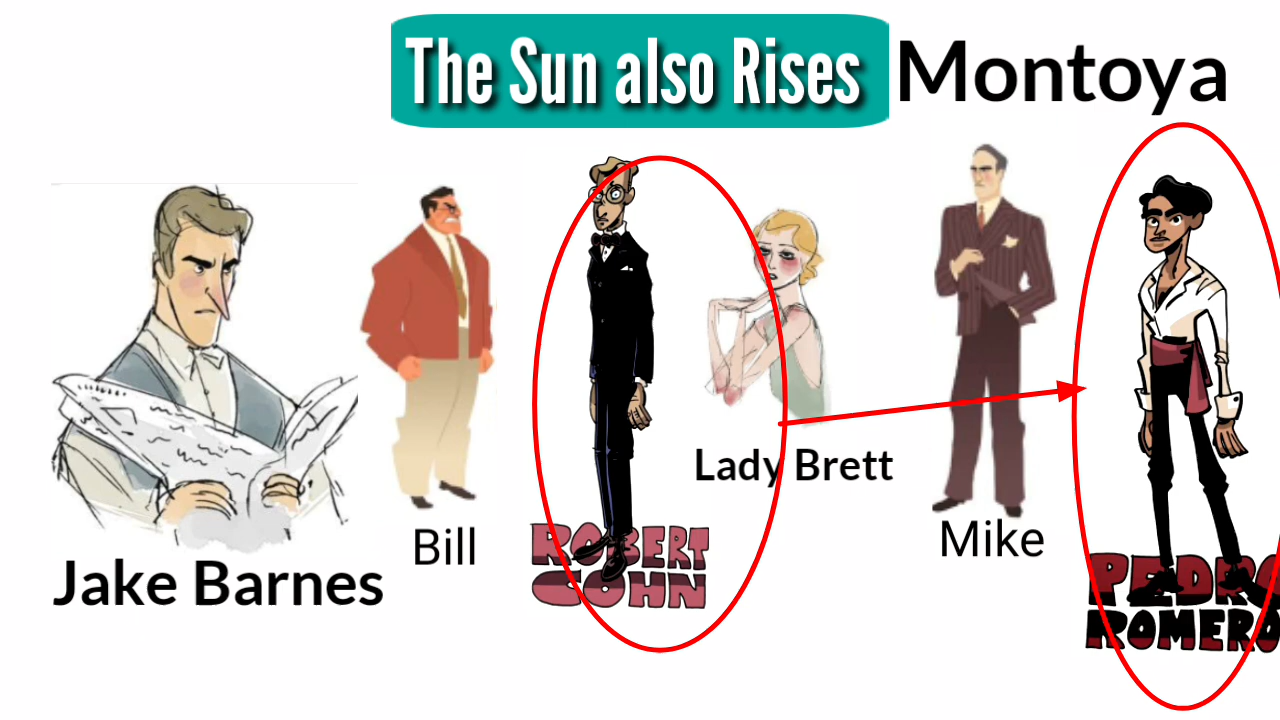 The Sun also Rises
Montoya
Jake Barnes
Bill
ROBERT
COHN
Lady Brett
Mike
PEDRO
ROMERO